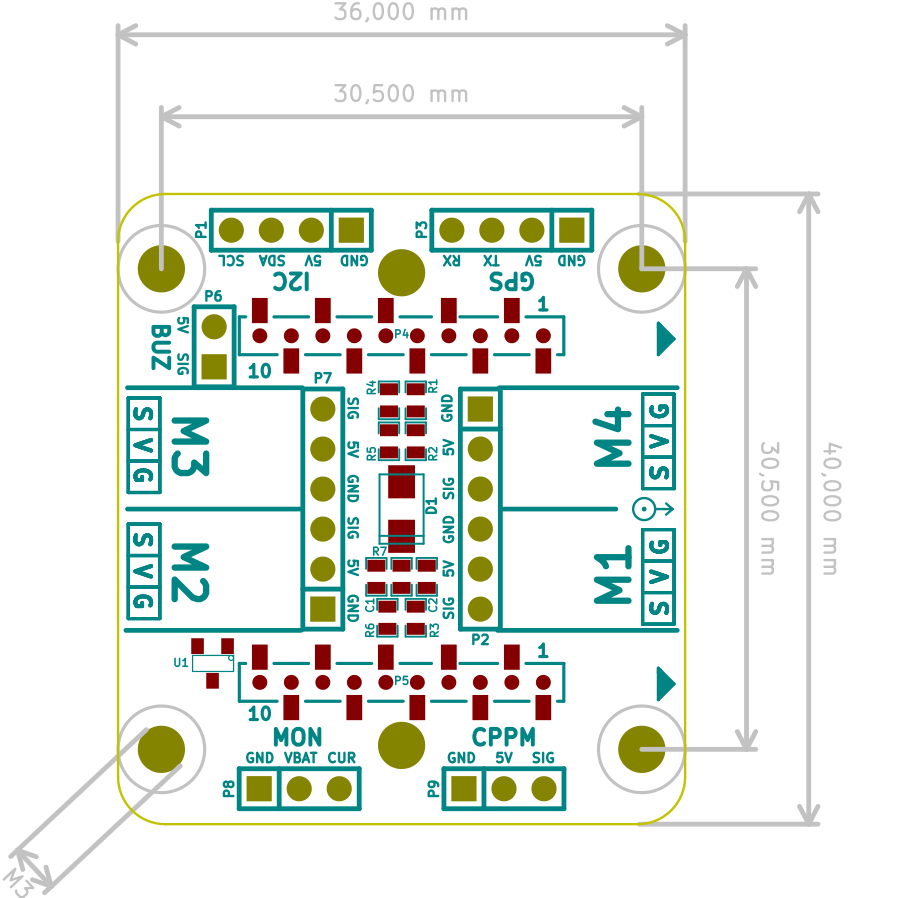 36,000 mm
30,500 mm
P1
P3
SCL SDA 5V GND
RX TX 5V GND
I2C
GPS
P6
1
5V
BUZ
SIG
P4
10
P7
R4
R1
GND
SIG
S
V
G
M3
M4
G
V
S
5V
5V
R5
R2
GND
SIG
D1
30,500 mm
40,000 mm
SIG
GND
S
V
G
M2
M1
G
V
S
R7
5V
5V
GND
C1
C2
SIG
R6
R3
P2
U1
1
P5
10
MON
CPPM
GND VBAT CUR
GND 5V SIG
P8
P9
M3